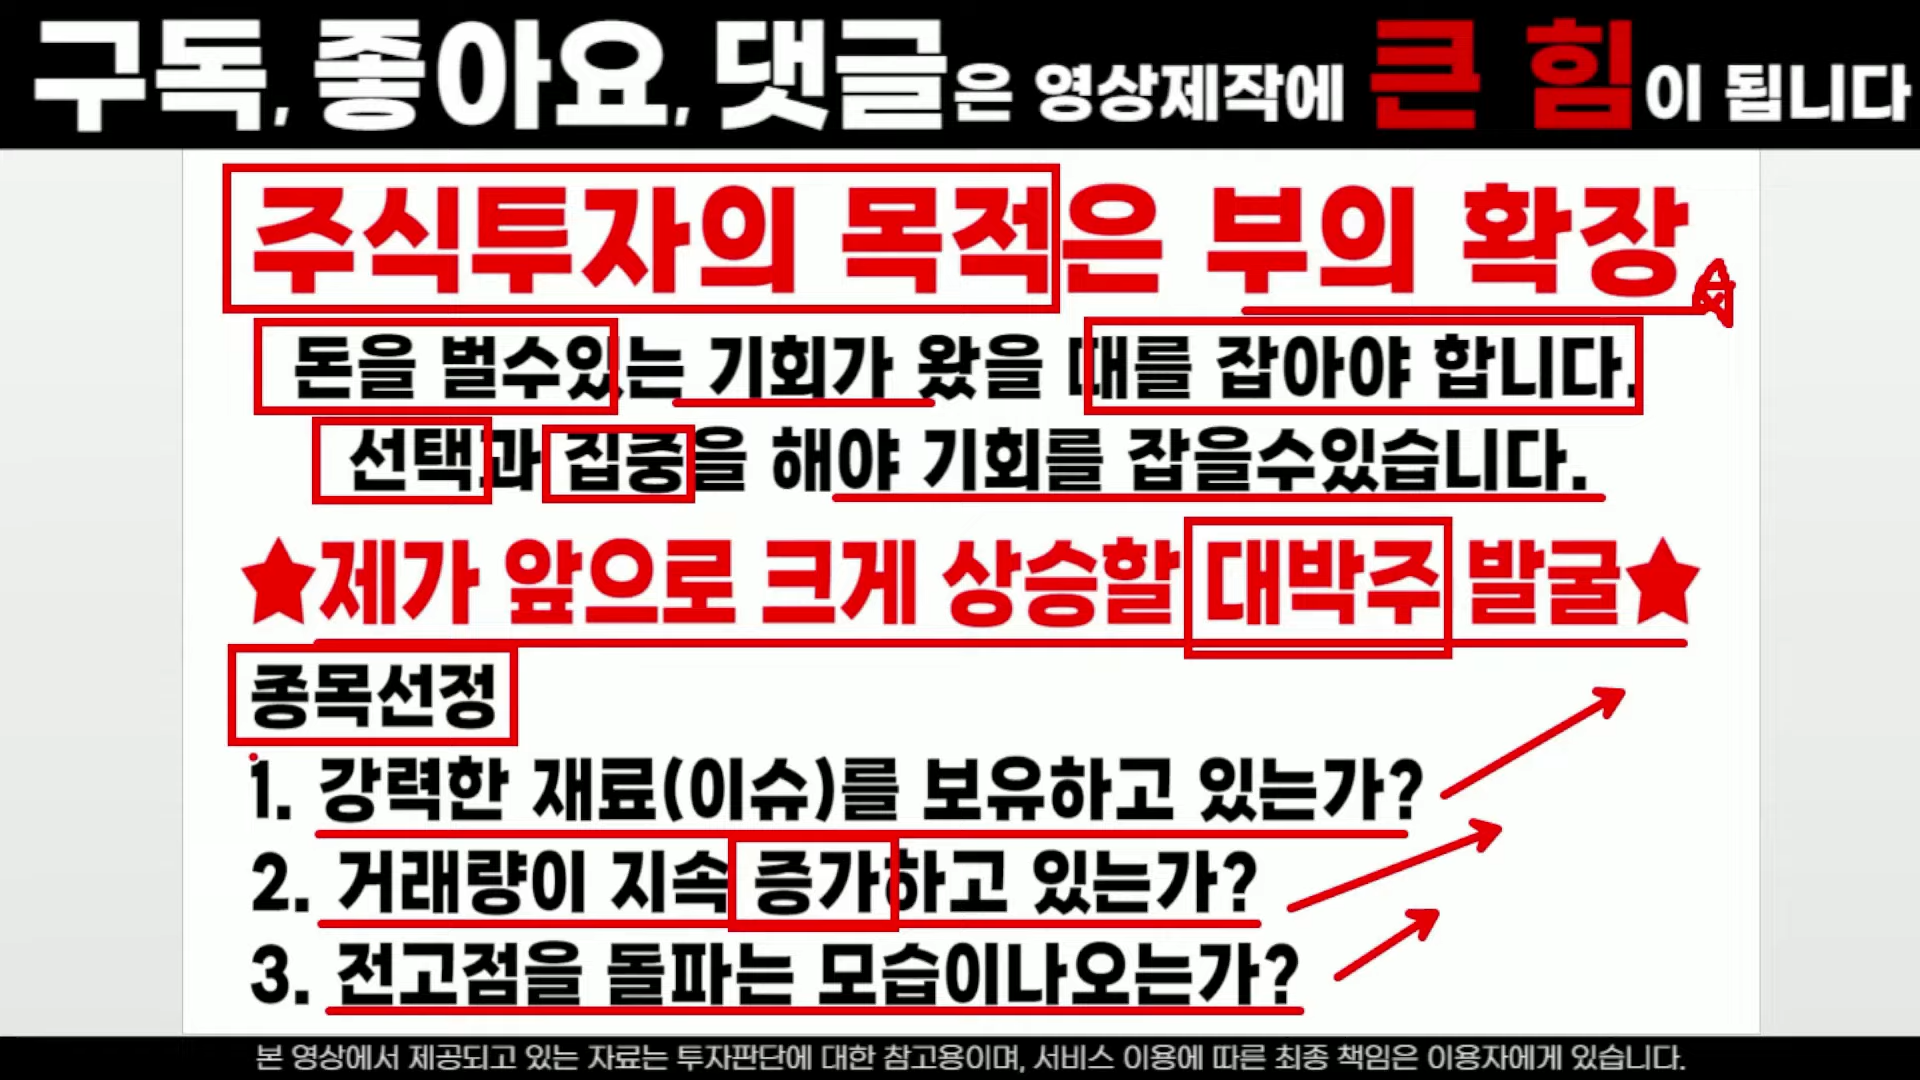 구독, 좋아요, 댓글은 영상제작에 큰 힘이 됩니다
주식투자의 목적은 부의 확장
돈을 벌수있는 기회가 왔을 때를 잡아야 합니다.
선택과 집중을 해야 기회를 잡을수있습니다.
★제가 앞으로 크게 상승할 대박주 발굴★
종목선정
1. 강력한 재료(이슈)를 보유하고 있는가?
2. 거래량이 지속 증가하고 있는가?
3. 전고점을 돌파는 모습이나오는가?
본 영상에서 제공되고 있는 자료는 투자판단에 대한 참고용이며, 서비스 이용에 따른 최종 책임은 이용자에게 있습니다.